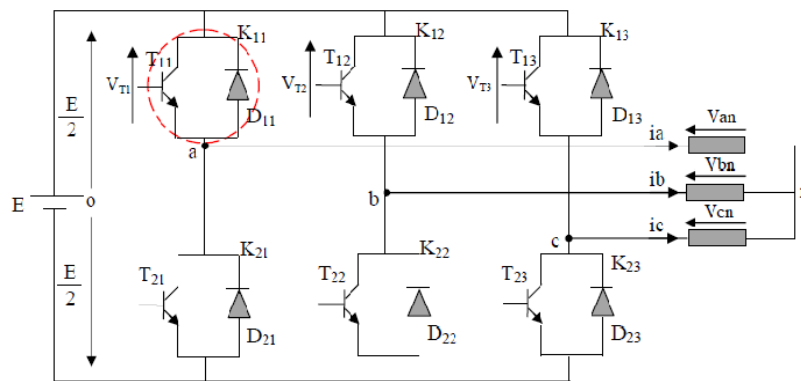 K11
K12
K13
T11
T12
T13
VT1
VT2
VT3
D11
D12
D13
E
2
a
ia
Van
b
ib
Vbn
E
o
c
ic
Vcn
E
2
K21
K22
K23
T21
T22
T23
D21
D22
D23